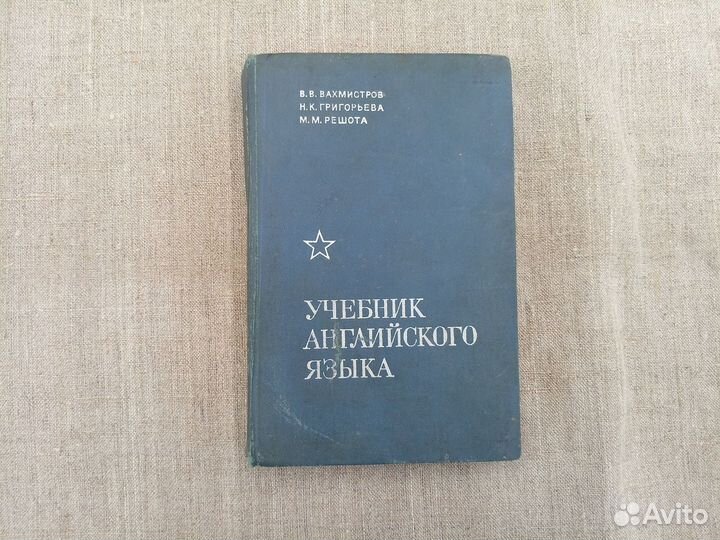 В. В. ВАХМИСТРОВ
Н. К. ГРИГОРЬЕВА
М. М. РЕШОТА
УЧЕБНИК
АНГЛИЙСКОГО
ЯЗЫКА
Avito